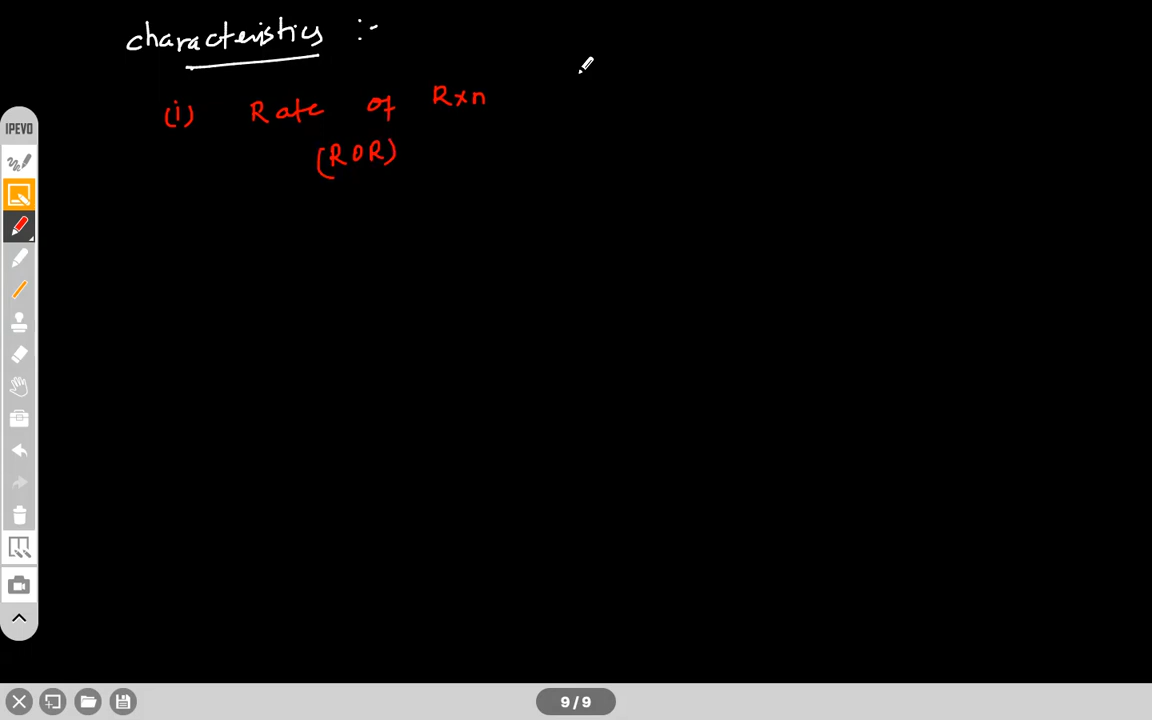 characteristics :-
(i) Rate of Rxn
(ROR)
IPEVO
9 / 9